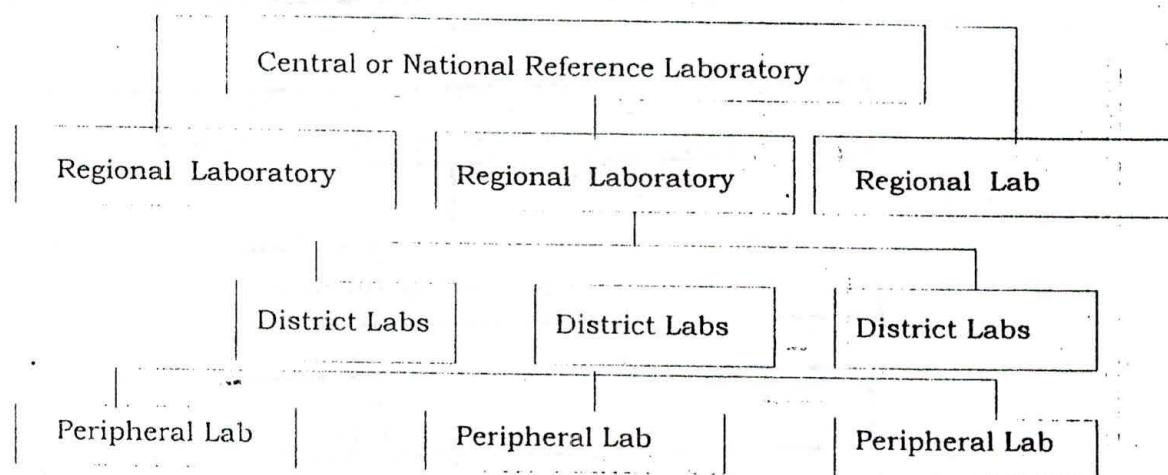 Central or National Reference Laboratory
Regional Laboratory
Regional Laboratory
Regional Lab
District Labs
District Labs
District Labs
Peripheral Lab
Peripheral Lab
Peripheral Lab